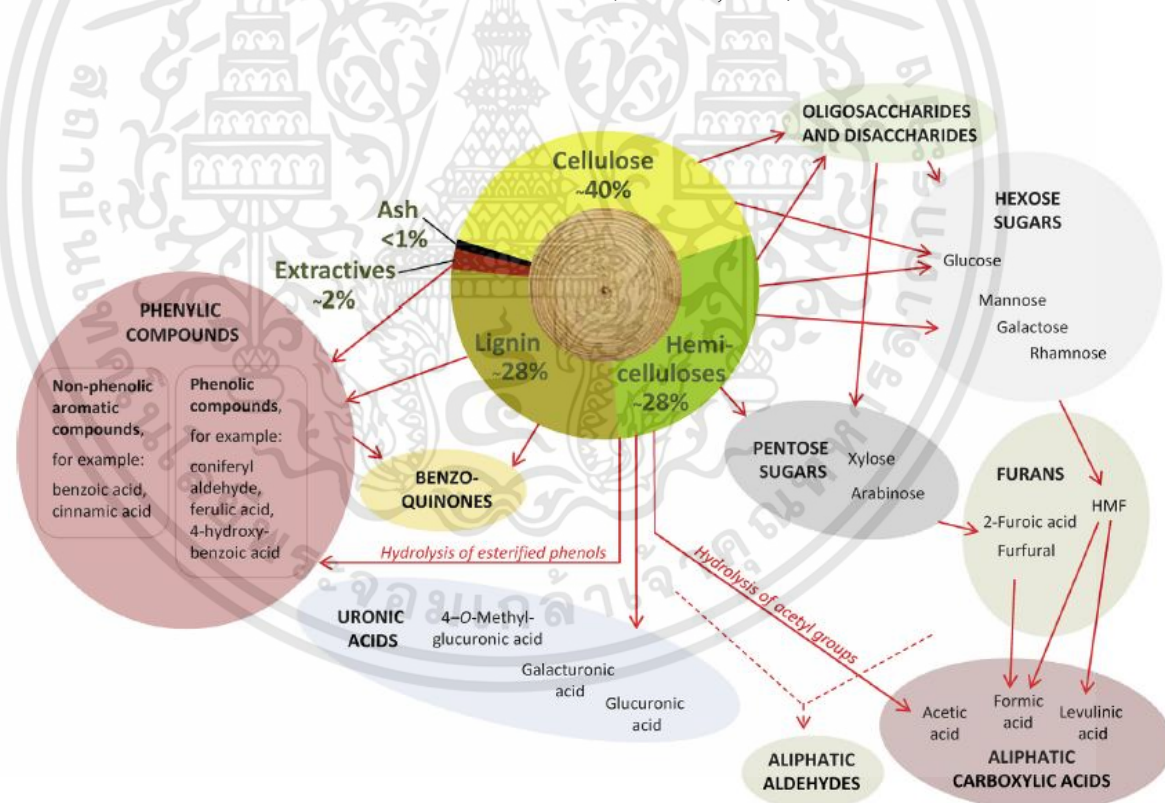 OLIGOSACCHARIDES
AND DISACCHARIDES
Cellulose
~40%
Ash
<1%
Extractives
~2%
Lignin
~28%
Hemi-
celluloses
~28%
HEXOSE
SUGARS
Glucose
Mannose
Galactose
Rhamnose
PHENYLIC
COMPOUNDS
Non-phenolic
aromatic
compounds,
for example:
benzoic acid,
cinnamic acid
Phenolic
compounds,
for example:
coniferyl
aldehyde,
ferulic acid,
4-hydroxy-
benzoic acid
BENZO-
QUINONES
PENTOSE
SUGARS
Xylose
Arabinose
FURANS
HMF
2-Furoic acid
Furfural
Hydrolysis of esterified phenols
Hydrolysis of acetyl groups
URONIC
ACIDS
4–O-Methyl-
glucuronic acid
Galacturonic
acid
Glucuronic
acid
ALIPHATIC
ALDEHYDES
Acetic
acid
Formic
acid
Levulinic
acid
ALIPHATIC
CARBOXYLIC ACIDS